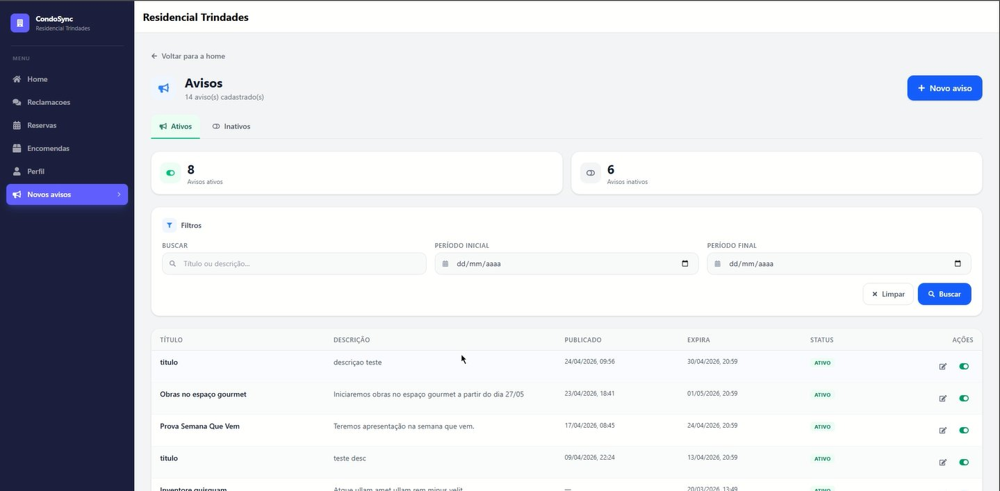 CondoSync
Residencial Trindades
MENU
Home
Reclamacoes
Reservas
Encomendas
Perfil
Novos avisos
Residencial Trindades
Voltar para a home
Avisos
14 aviso(s) cadastrado(s)
Novo aviso
Ativos Inativos
8
Avisos ativos
6
Avisos inativos
Filtros
BUSCAR PERÍODO INICIAL PERÍODO FINAL
Título ou descrição... dd/mm/aaaa dd/mm/aaaa
Limpar Buscar
TÍTULO DESCRIÇÃO PUBLICADO EXPIRA STATUS AÇÕES
titulo descriçao teste 24/04/2026, 09:56 30/04/2026, 20:59 ATIVO
Obras no espaço gourmet Iniciaremos obras no espaço gourmet a partir do dia 27/05 23/04/2026, 18:41 01/05/2026, 20:59 ATIVO
Prova Semana Que Vem Teremos apresentação na semana que vem. 17/04/2026, 08:45 24/04/2026, 20:59 ATIVO
titulo teste desc 09/04/2026, 22:24 13/04/2026, 20:59 ATIVO
Inventore quisquam Atque ullam amet ullam rem minus velit — 20/03/2026, 13:49 ATIVO